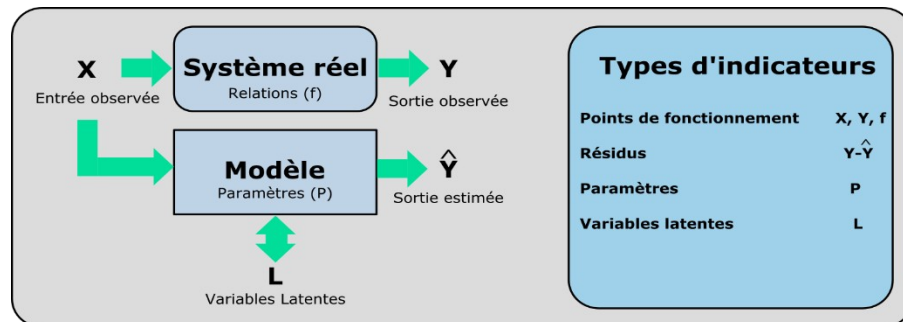 X
Entrée observée
Système réel
Relations (f)
Y
Sortie observée
Modèle
Paramètres (P)
Ŷ
Sortie estimée
L
Variables Latentes
Types d'indicateurs
Points de fonctionnement X, Y, f
Résidus Y-Ŷ
Paramètres P
Variables latentes L